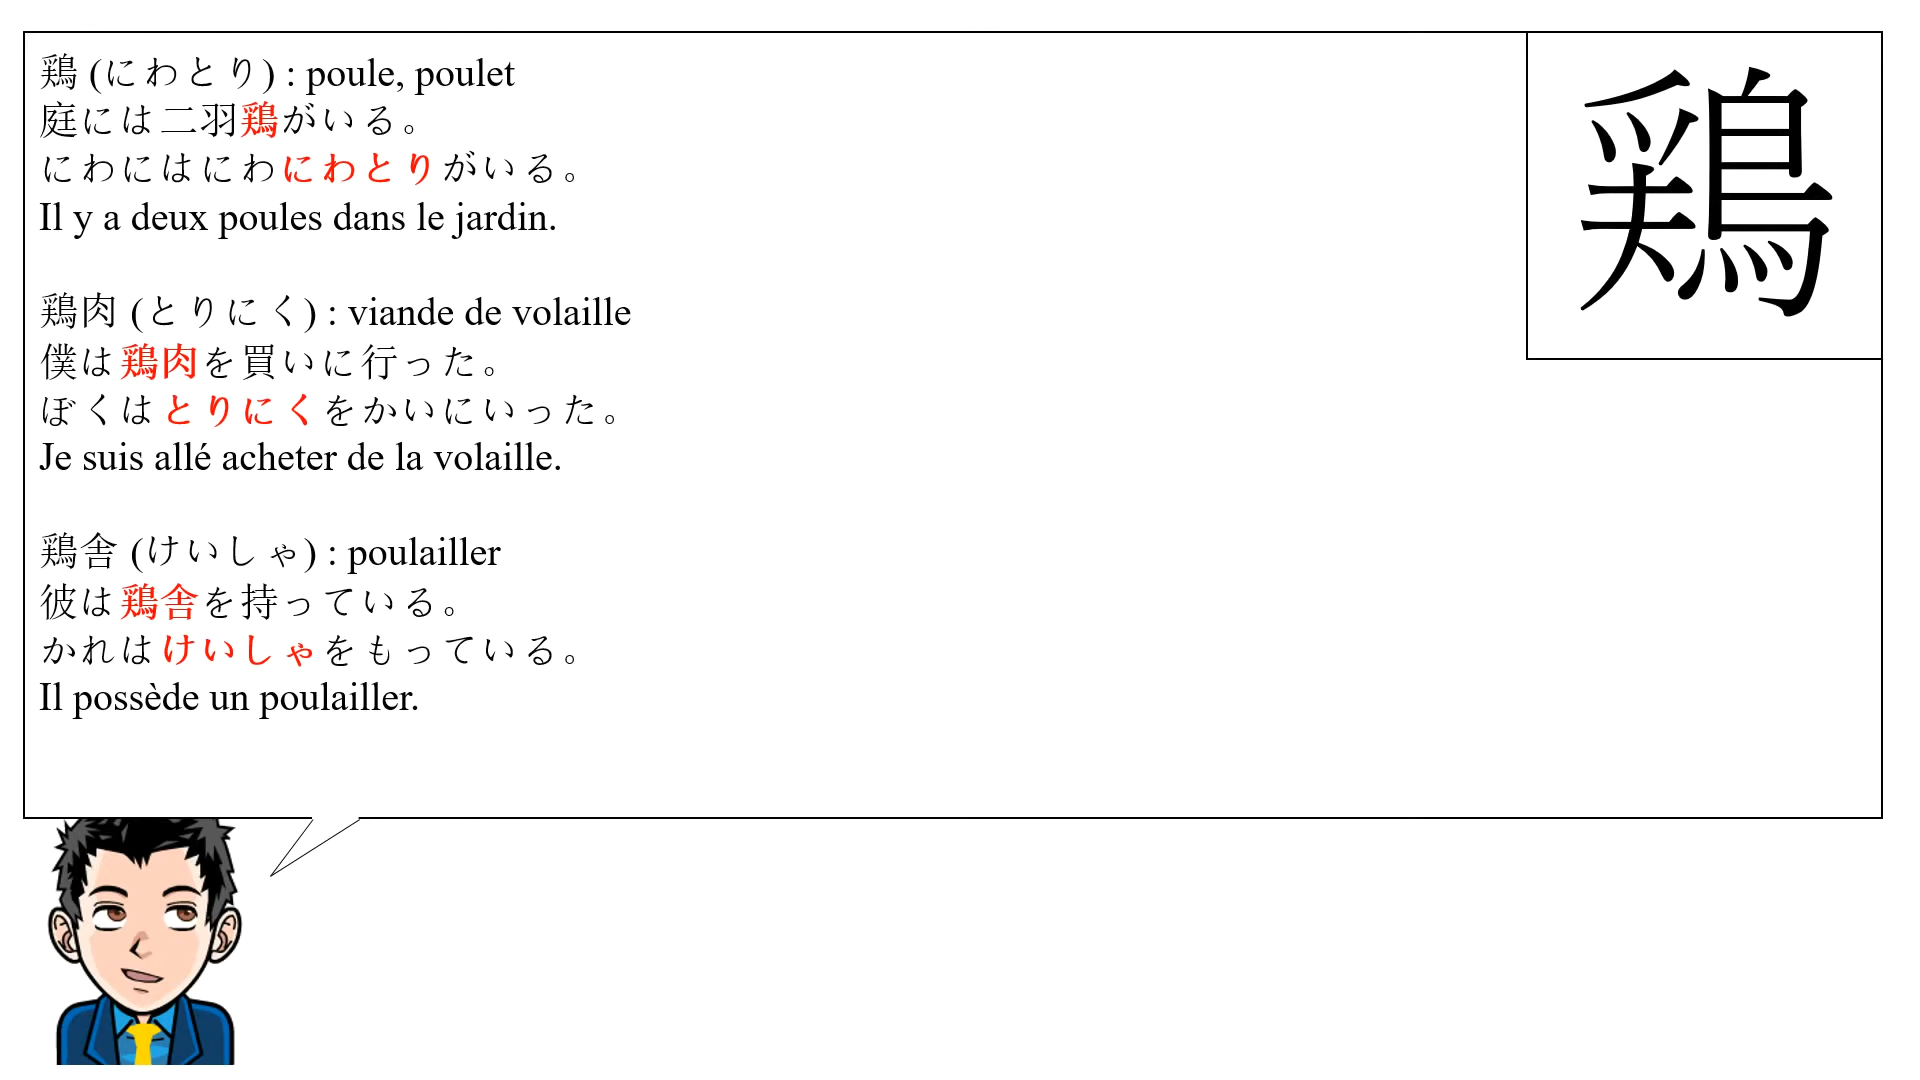 鶏 (にわとり) : poule, poulet
庭には二羽鶏がいる。
にわにはにわにわとりがいる。
Il y a deux poules dans le jardin.
鶏肉 (とりにく) : viande de volaille
僕は鶏肉を買いに行った。
ぼくはとりにくをかいにいった。
Je suis allé acheter de la volaille.
鶏舎 (けいしゃ) : poulailler
彼は鶏舎を持っている。
かれはけいしゃをもっている。
Il possède un poulailler.
鶏